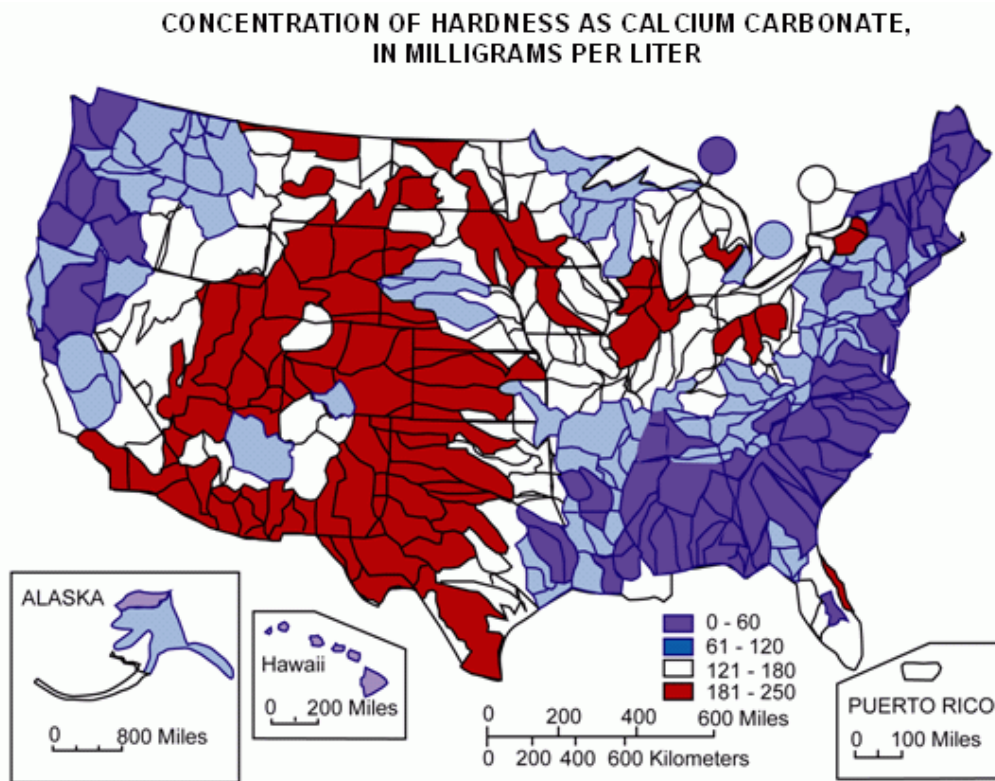 CONCENTRATION OF HARDNESS AS CALCIUM CARBONATE,
IN MILLIGRAMS PER LITER
ALASKA
0 800 Miles
Hawaii
0 200 Miles
0 - 60
61 - 120
121 - 180
181 - 250
0 200 400 600 Miles
0 200 400 600 Kilometers
PUERTO RICO
0 100 Miles